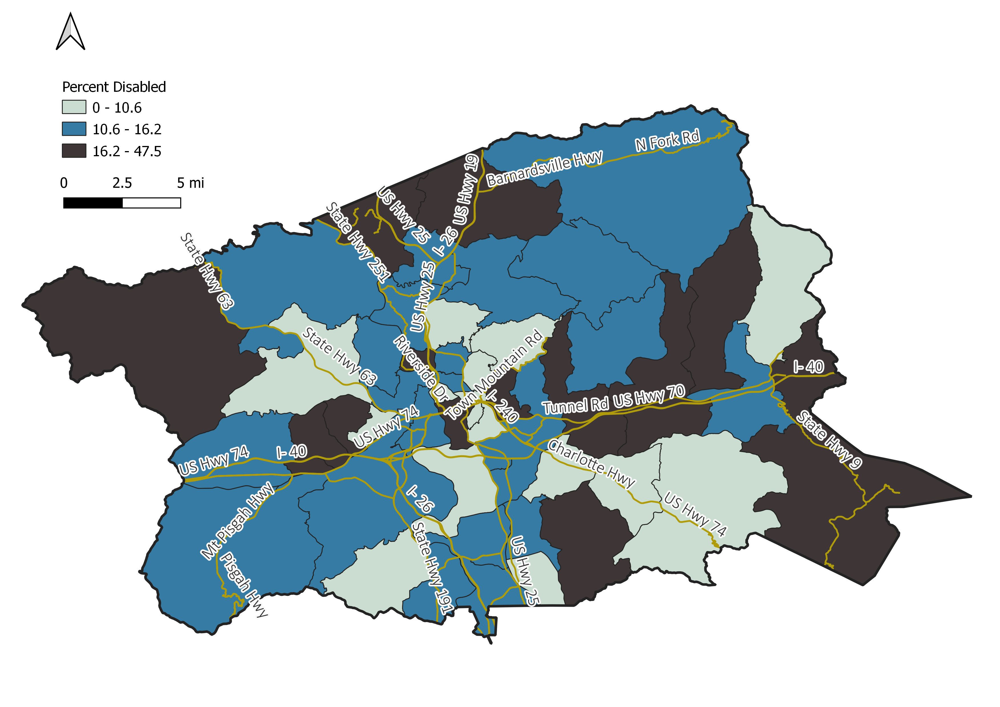 Percent Disabled
0 - 10.6
10.6 - 16.2
16.2 - 47.5
0 2.5 5 mi
N Fork Rd
Barnardsville Hwy
US Hwy 19
US Hwy 25
State Hwy 251
I- 26
State Hwy 63
US Hwy 25
State Hwy 63
Riverside Dr
Town Mountain Rd
I- 40
I- 240
Tunnel Rd
US Hwy 70
US Hwy 74
State Hwy 9
US Hwy 74
I- 40
Charlotte Hwy
I- 26
US Hwy 74
Mt Pisgah Hwy
Pisgah Hwy
State Hwy 191
US Hwy 25